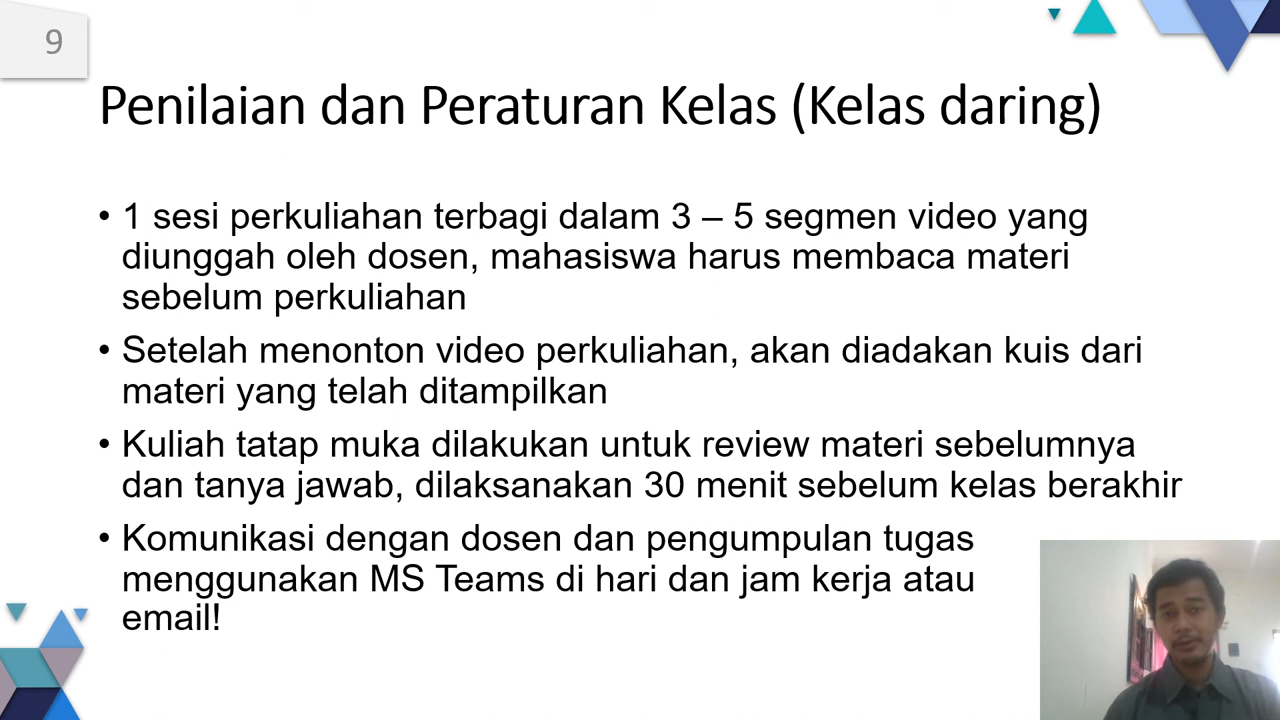 9
Penilaian dan Peraturan Kelas (Kelas daring)
• 1 sesi perkuliahan terbagi dalam 3 – 5 segmen video yang
diunggah oleh dosen, mahasiswa harus membaca materi
sebelum perkuliahan
• Setelah menonton video perkuliahan, akan diadakan kuis dari
materi yang telah ditampilkan
• Kuliah tatap muka dilakukan untuk review materi sebelumnya
dan tanya jawab, dilaksanakan 30 menit sebelum kelas berakhir
• Komunikasi dengan dosen dan pengumpulan tugas
menggunakan MS Teams di hari dan jam kerja atau
email!